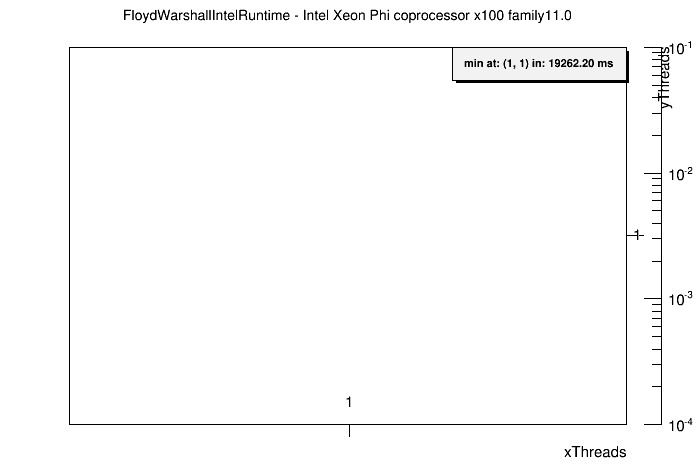 FloydWarshallIntelRuntime - Intel Xeon Phi coprocessor x100 family11.0
min at: (1, 1) in: 19262.20 ms
yThreads
10-1
10-2
1
10-3
1
10-4
xThreads